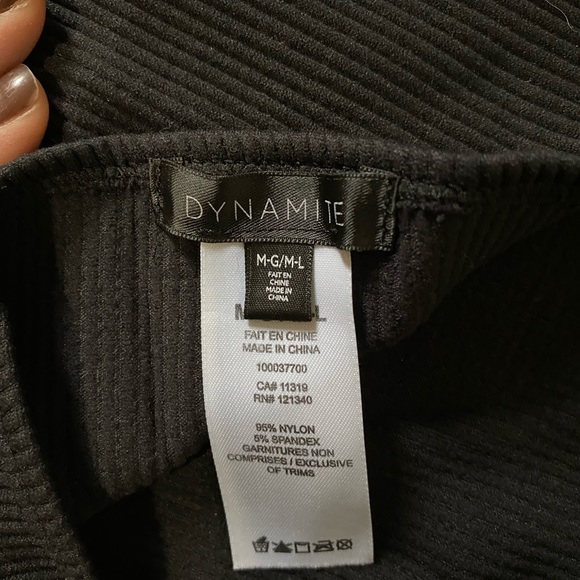 DYNAMITE
M-G/M-L
FAIT EN
CHINE
MADE IN
CHINA
FAIT EN CHINE
MADE IN CHINA
100037700
CA# 11319
RN# 121340
95% NYLON
5% SPANDEX
GARNITURES NON
COMPRISES / EXCLUSIVE
OF TRIMS